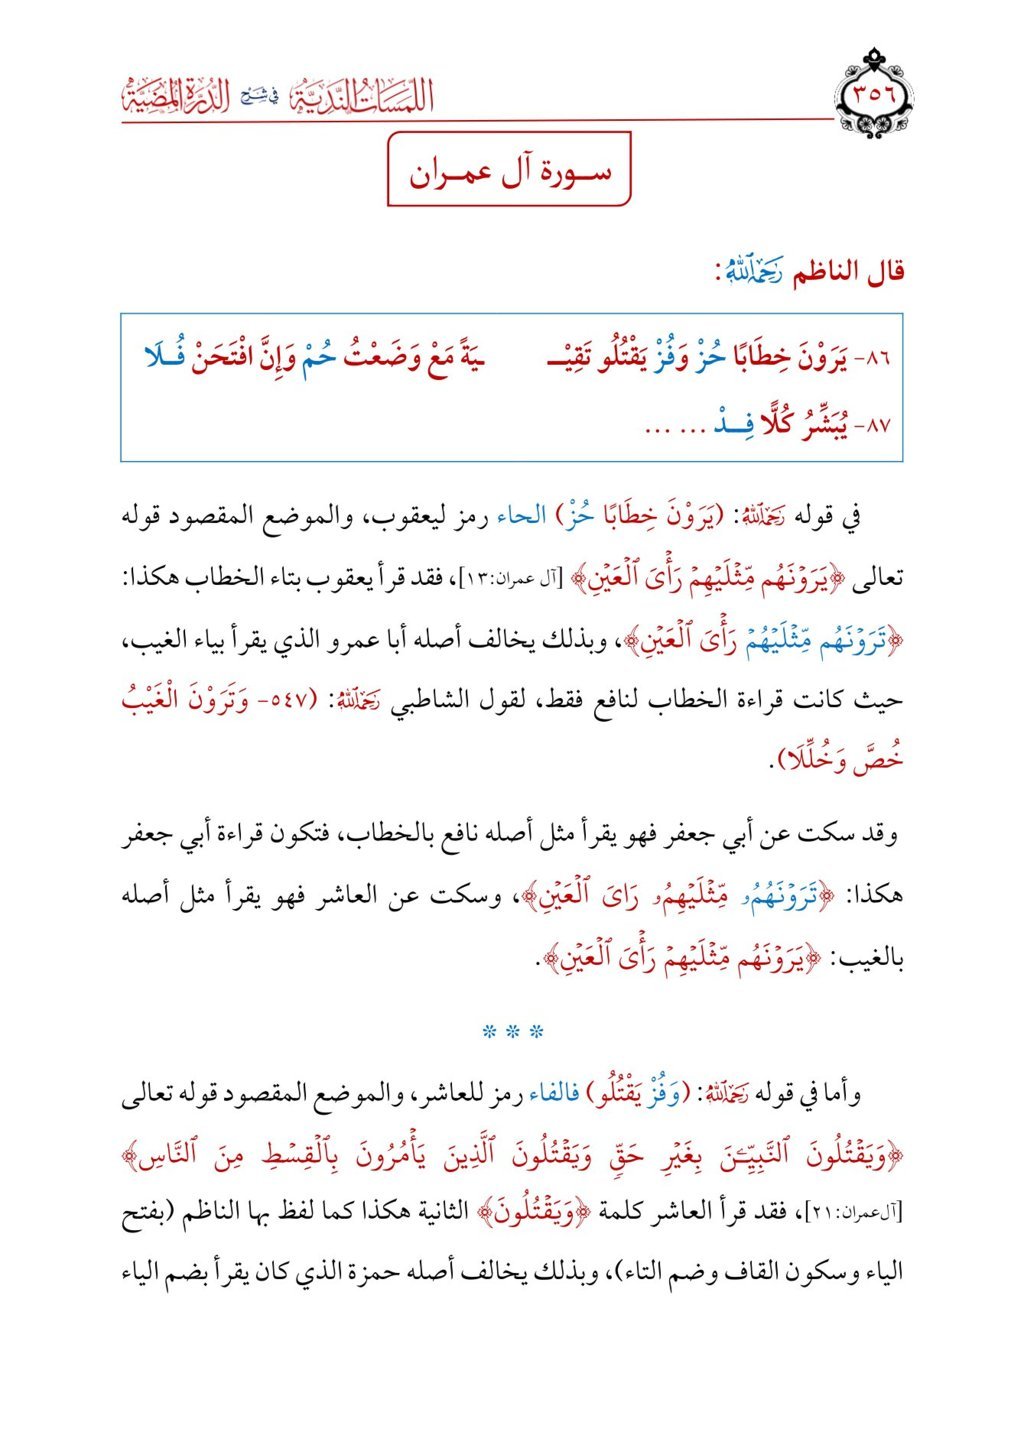 ٣٥٦
اللمسات الندية في شرح الدرة المضية
سـورة آل عمـران
قال الناظم رَحِمَهُ ٱللَّهُ:
٨٦- يَرَوْنَ خِطَابًا حُزْ وَفُزْ يَقْتُلُو تَقِيْـ ـيَةً مَعْ وَضَعْتُ حُمْ وَإِنَّ افْتَحَنْ فُـلَا
٨٧- يُبَشِّرُ كُلًّا فِـدْ ... ...
في قوله رَحِمَهُ ٱللَّهُ: (يَرَوْنَ خِطَابًا حُزْ) الحاء رمز ليعقوب، والموضع المقصود قوله
تعالى ﴿يَرَوۡنَهُم مِّثۡلَيۡهِمۡ رَأۡيَ ٱلۡعَيۡنِ﴾ [آل عمران:١٣]، فقد قرأ يعقوب بتاء الخطاب هكذا:
﴿تَرَوۡنَهُم مِّثۡلَيۡهُمۡ رَأۡيَ ٱلۡعَيۡنِ﴾، وبذلك يخالف أصله أبا عمرو الذي يقرأ بياء الغيب،
حيث كانت قراءة الخطاب لنافع فقط، لقول الشاطبي رَحِمَهُ ٱللَّهُ: (٥٤٧- وَتَرَوْنَ الْغَيْبُ
خُصَّ وَخُلِّلَا).
وقد سكت عن أبي جعفر فهو يقرأ مثل أصله نافع بالخطاب، فتكون قراءة أبي جعفر
هكذا: ﴿تَرَوۡنَهُمُۥ مِّثۡلَيۡهِمُۥ رَايَ ٱلۡعَيۡنِ﴾، وسكت عن العاشر فهو يقرأ مثل أصله
بالغيب: ﴿يَرَوۡنَهُم مِّثۡلَيۡهِمۡ رَأۡيَ ٱلۡعَيۡنِ﴾.
* * *
وأما في قوله رَحِمَهُ ٱللَّهُ: (وَفُزْ يَقْتُلُو) فالفاء رمز للعاشر، والموضع المقصود قوله تعالى
﴿وَيَقۡتُلُونَ ٱلنَّبِيِّـۧنَ بِغَيۡرِ حَقّٖ وَيَقۡتُلُونَ ٱلَّذِينَ يَأۡمُرُونَ بِٱلۡقِسۡطِ مِنَ ٱلنَّاسِ﴾
[آل عمران:٢١]، فقد قرأ العاشر كلمة ﴿وَيَقۡتُلُونَ﴾ الثانية هكذا كما لفظ بها الناظم (بفتح
الياء وسكون القاف وضم التاء)، وبذلك يخالف أصله حمزة الذي كان يقرأ بضم الياء